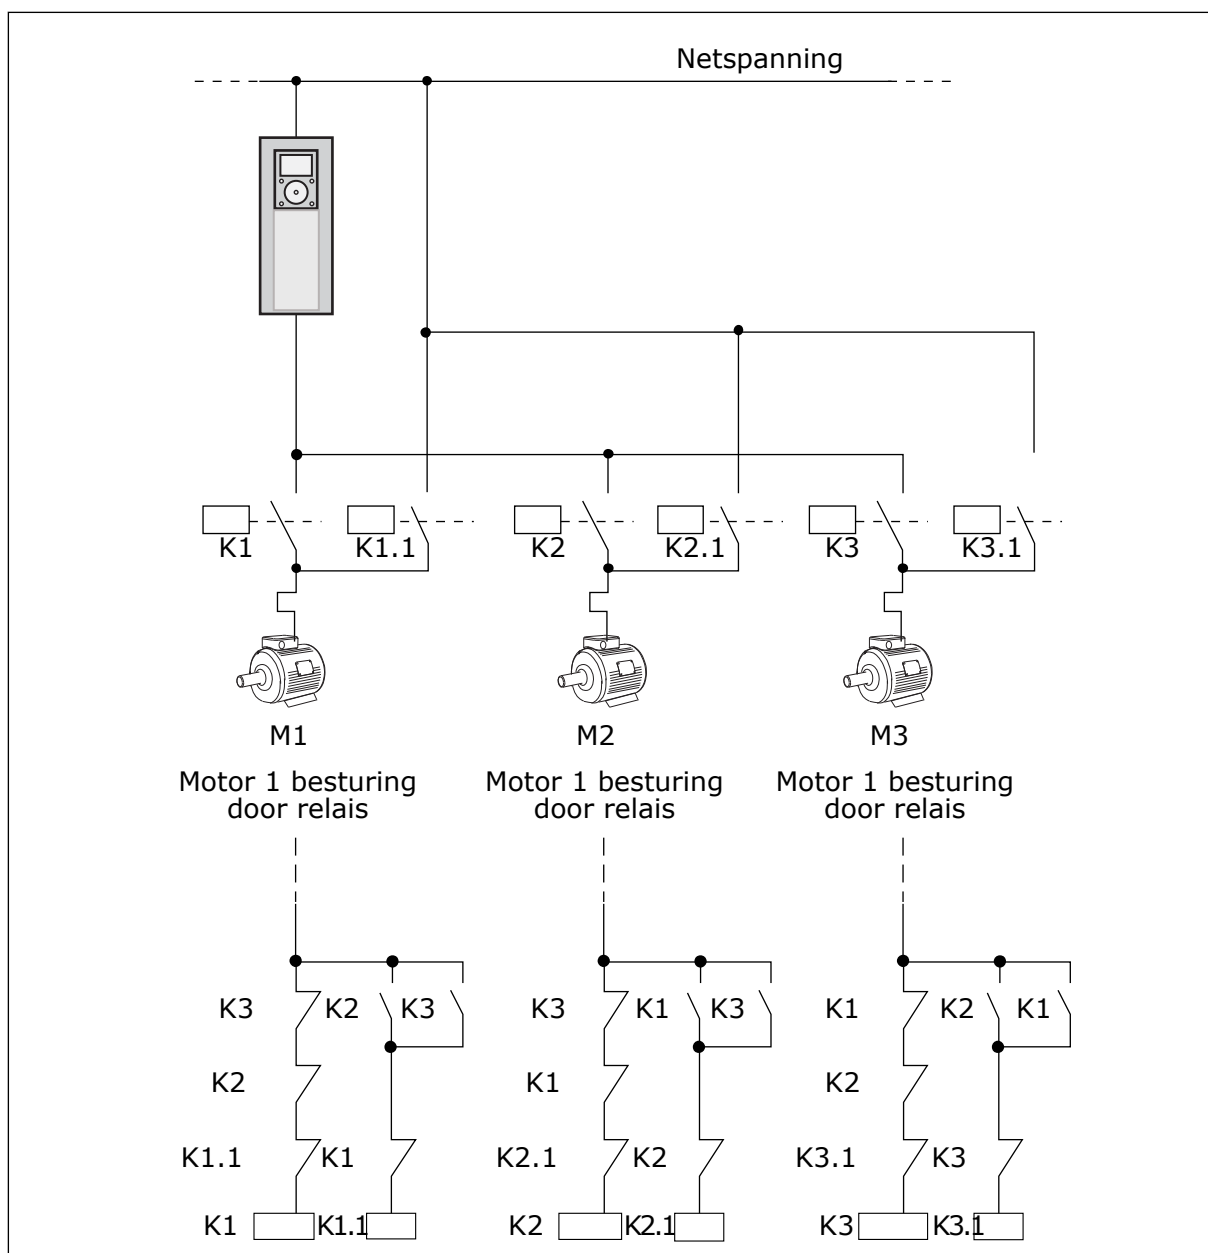 Netspanning
K1 K1.1 K2 K2.1 K3 K3.1
M1 M2 M3
Motor 1 besturing Motor 1 besturing Motor 1 besturing
door relais door relais door relais
K3 K2 K3 K3 K1 K3 K1 K2 K1
K2 K1 K2
K1.1 K1 K2.1 K2 K3.1 K3
K1 K1.1 K2 K2.1 K3 K3.1